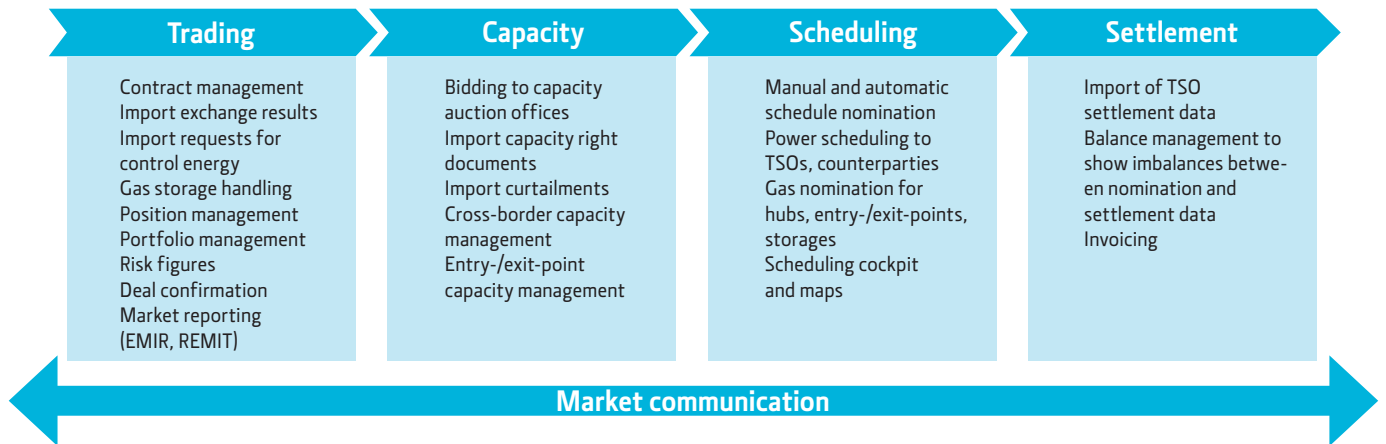 Trading
Contract management
Import exchange results
Import requests for
control energy
Gas storage handling
Position management
Portfolio management
Risk figures
Deal confirmation
Market reporting
(EMIR, REMIT)
Capacity
Bidding to capacity
auction offices
Import capacity right
documents
Import curtailments
Cross-border capacity
management
Entry-/exit-point
capacity management
Scheduling
Manual and automatic
schedule nomination
Power scheduling to
TSOs, counterparties
Gas nomination for
hubs, entry-/exit-points,
storages
Scheduling cockpit
and maps
Settlement
Import of TSO
settlement data
Balance management to
show imbalances betwe-
en nomination and
settlement data
Invoicing
Market communication